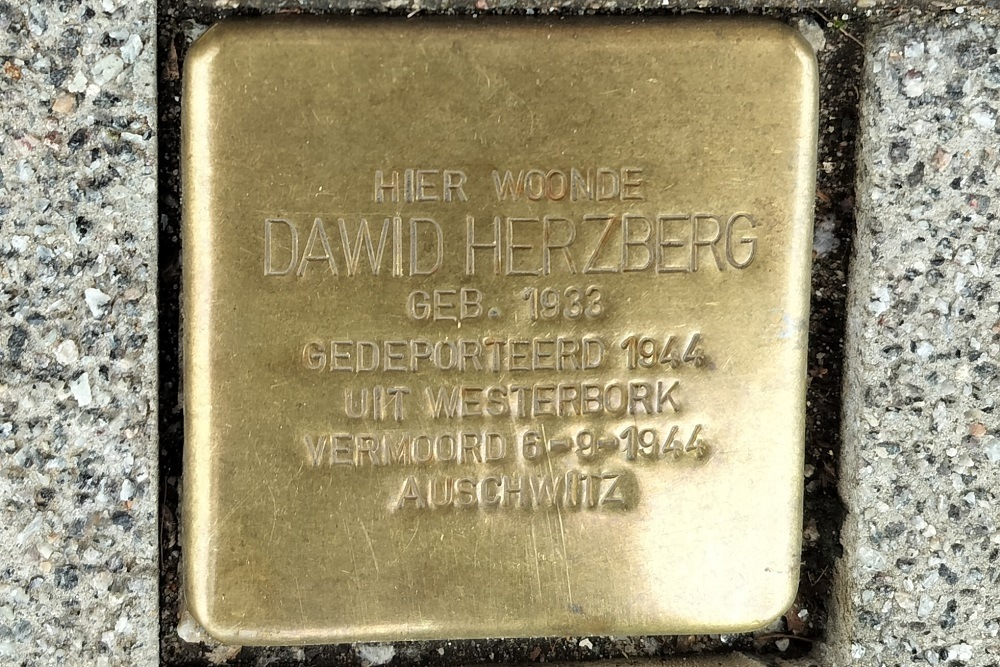 HIER WOONDE
DAWID HERZBERG
GEB. 1933
GEDEPORTEERD 1944
UIT WESTERBORK
VERMOORD 6-9-1944
AUSCHWITZ